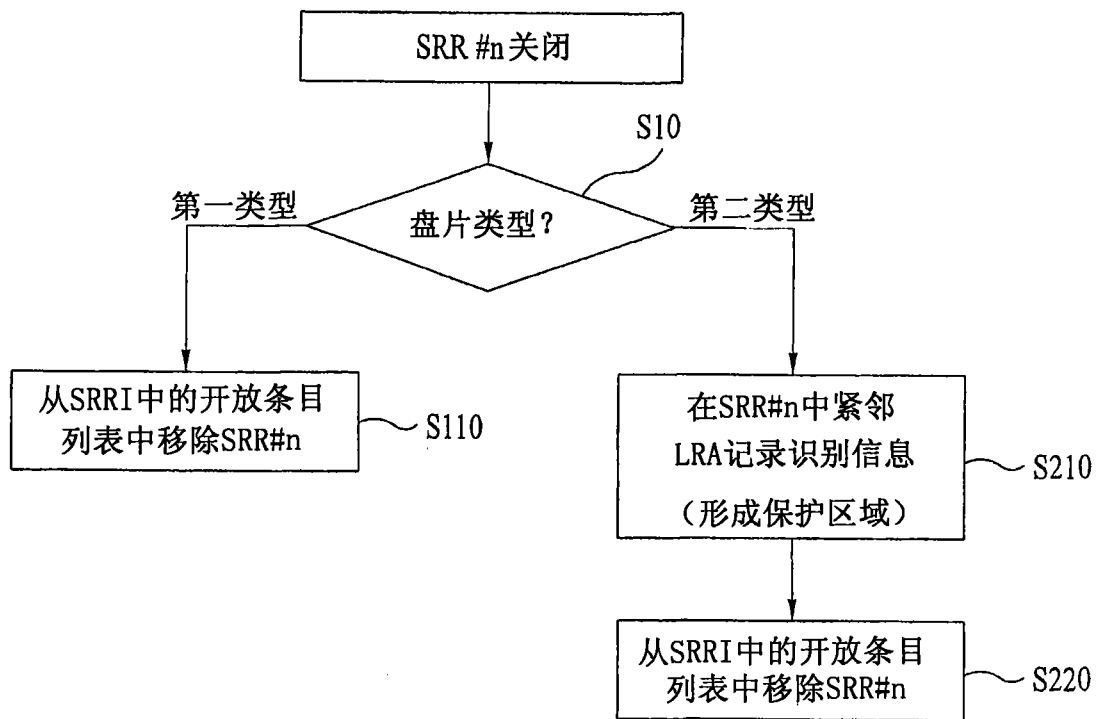 SRR #n关闭
S10
第一类型
盘片类型?
第二类型
从SRRI中的开放条目
列表中移除SRR#n
S110
在SRR#n中紧邻
LRA记录识别信息
(形成保护区域)
S210
从SRRI中的开放条目
列表中移除SRR#n
S220